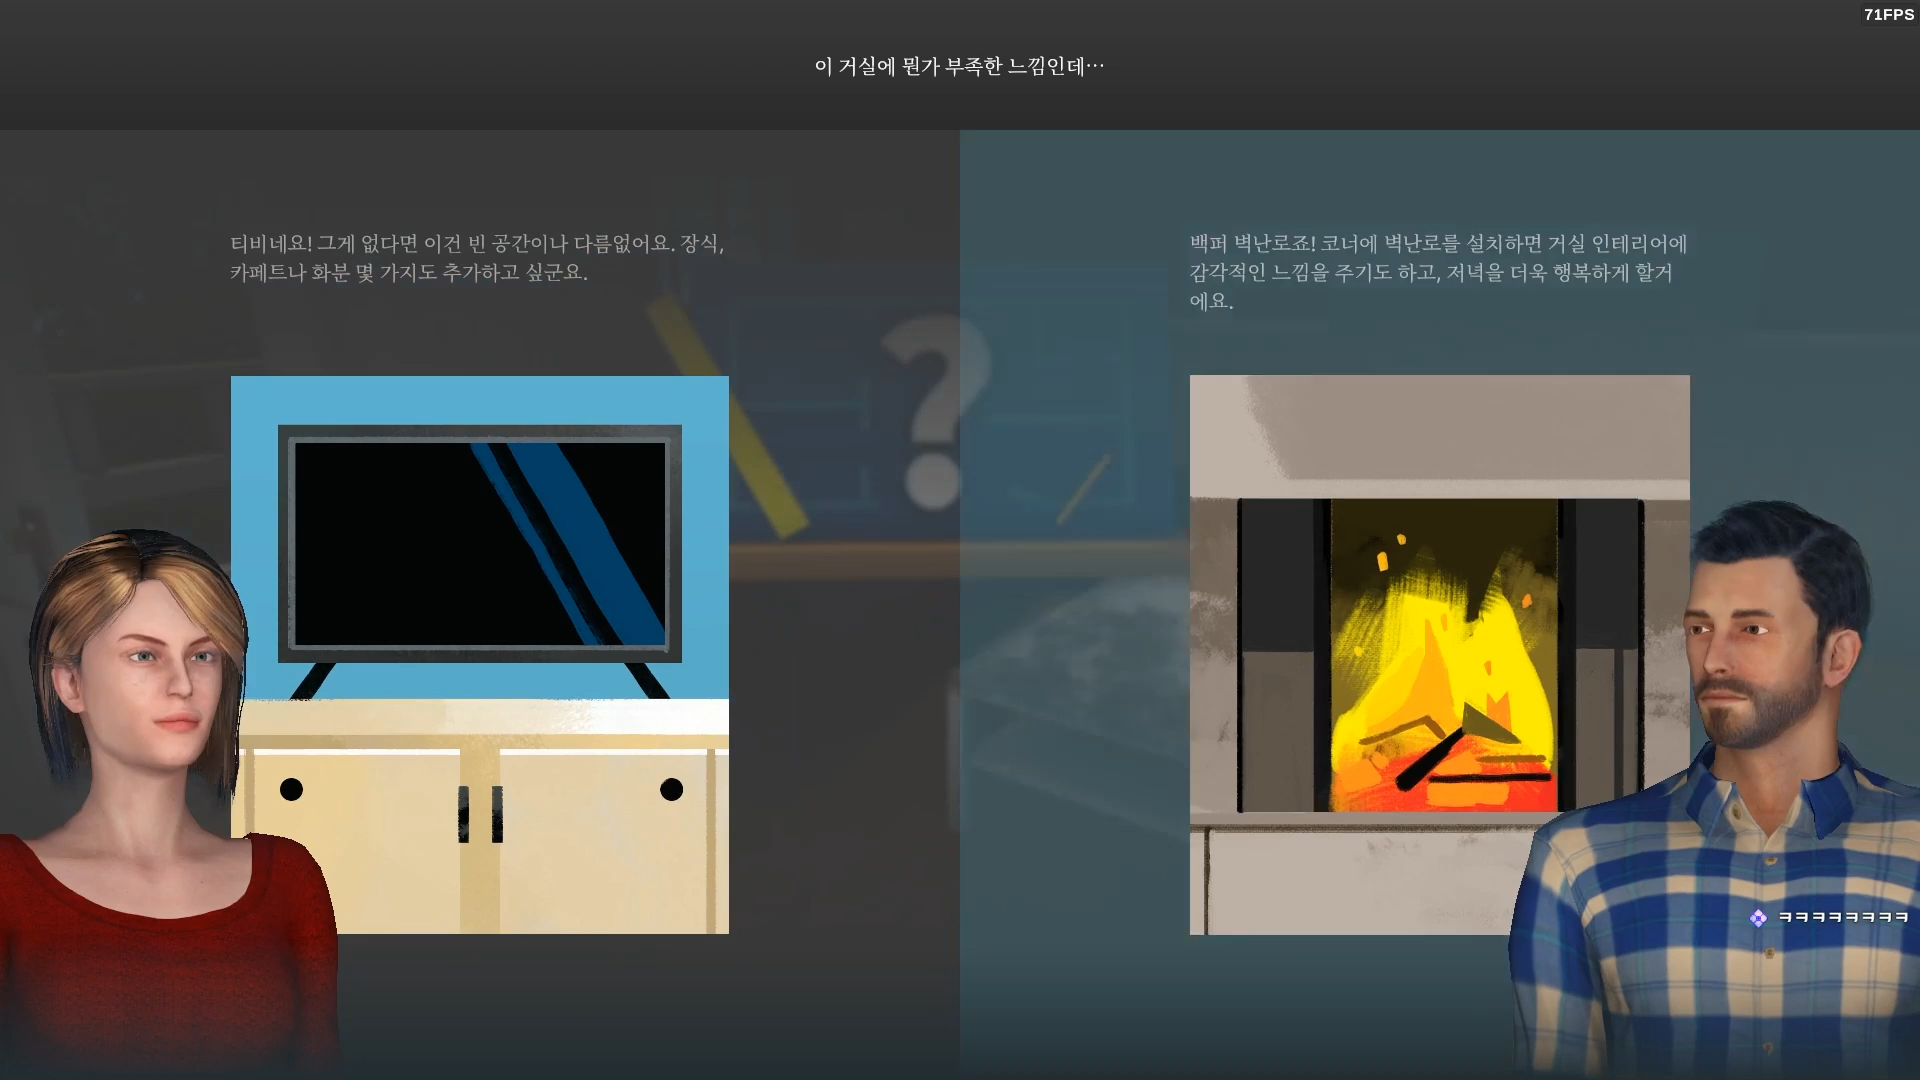 71FPS
이 거실에 뭔가 부족한 느낌인데…
티비네요! 그게 없다면 이건 빈 공간이나 다름없어요. 장식,
카페트나 화분 몇 가지도 추가하고 싶군요.
백퍼 벽난로죠! 코너에 벽난로를 설치하면 거실 인테리어에
감각적인 느낌을 주기도 하고, 저녁을 더욱 행복하게 할거
에요.
?
ㅋㅋㅋㅋㅋㅋㅋㅋ